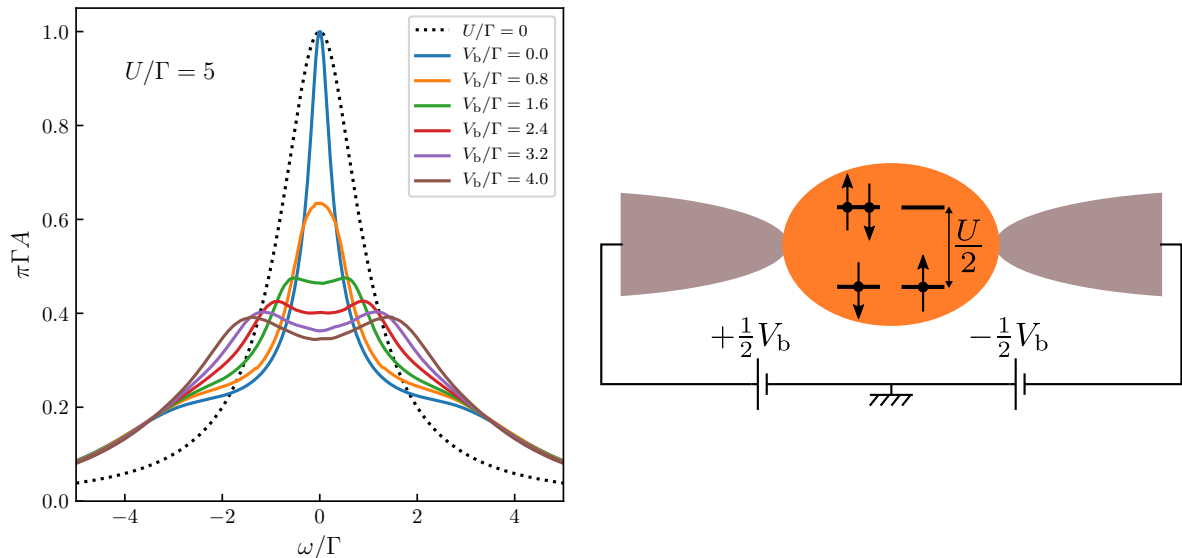 1.0
0.8
0.6
0.4
0.2
0.0
πΓA
U/Γ = 5
U/Γ = 0
V_b/Γ = 0.0
V_b/Γ = 0.8
V_b/Γ = 1.6
V_b/Γ = 2.4
V_b/Γ = 3.2
V_b/Γ = 4.0
−4 −2 0 2 4
ω/Γ
U/2
+½V_b −½V_b